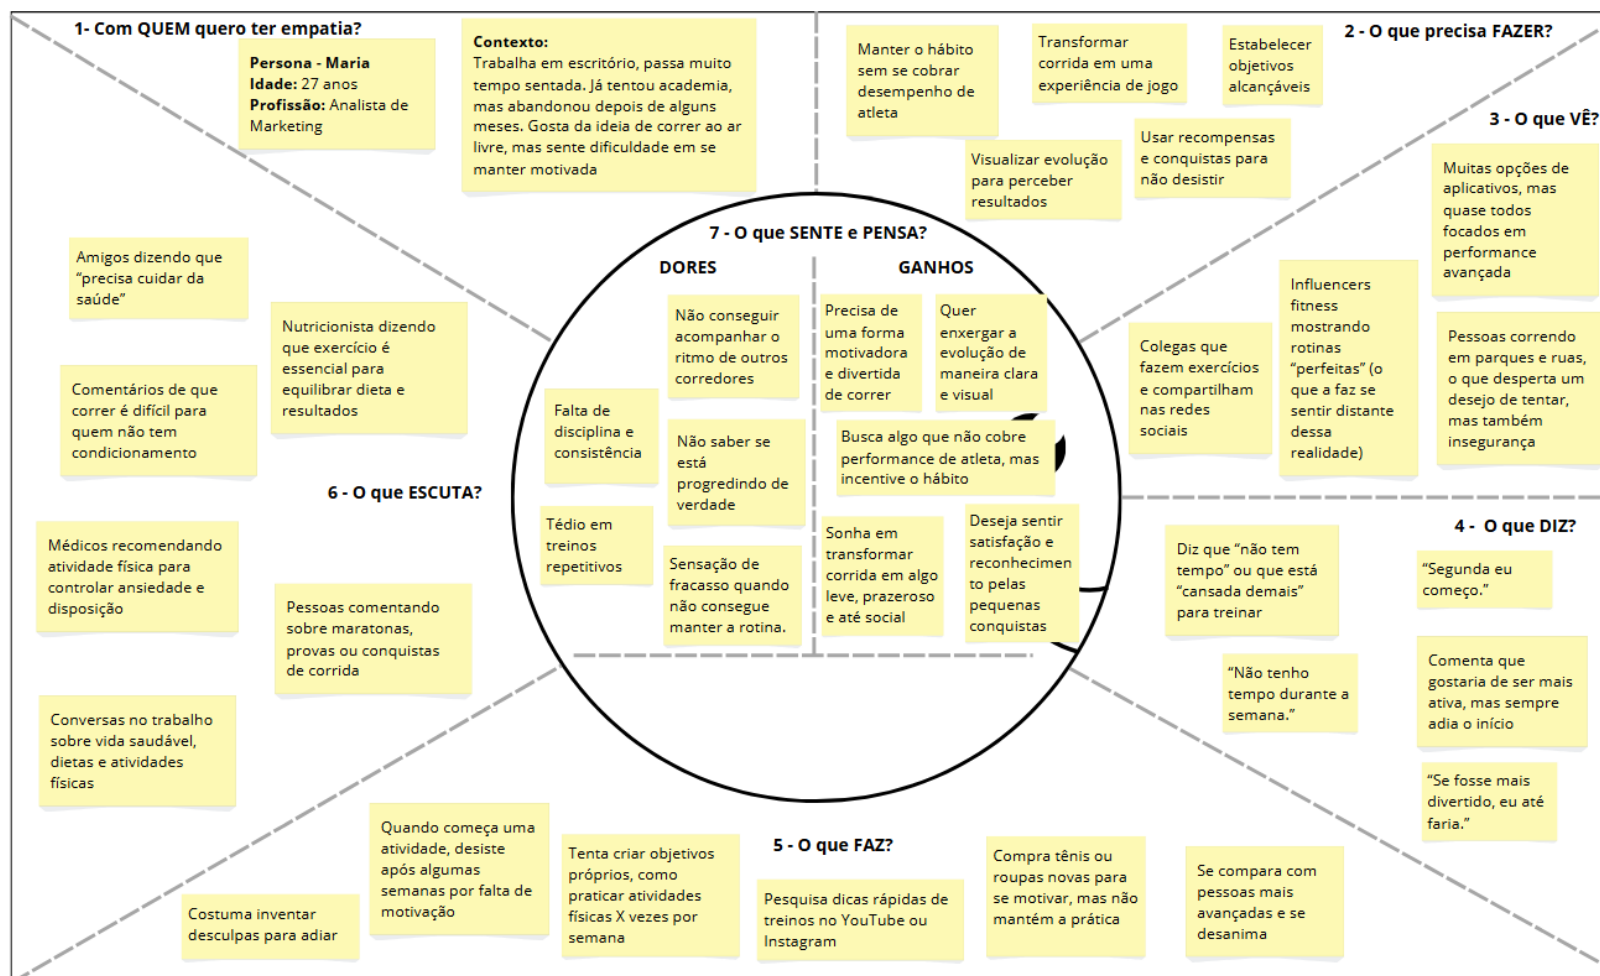 1- Com QUEM quero ter empatia?
Persona - Maria
Idade: 27 anos
Profissão: Analista de
Marketing
Contexto:
Trabalha em escritório, passa muito
tempo sentada. Já tentou academia,
mas abandonou depois de alguns
meses. Gosta da ideia de correr ao ar
livre, mas sente dificuldade em se
manter motivada
2 - O que precisa FAZER?
Manter o hábito
sem se cobrar
desempenho de
atleta
Transformar
corrida em uma
experiência de jogo
Estabelecer
objetivos
alcançáveis
Visualizar evolução
para perceber
resultados
Usar recompensas
e conquistas para
não desistir
3 - O que VÊ?
Muitas opções de
aplicativos, mas
quase todos
focados em
performance
avançada
Influencers
fitness
mostrando
rotinas
“perfeitas” (o
que a faz se
sentir distante
dessa
realidade)
Colegas que
fazem exercícios
e compartilham
nas redes
sociais
Pessoas correndo
em parques e ruas,
o que desperta um
desejo de tentar,
mas também
insegurança
4 - O que DIZ?
Diz que “não tem
tempo” ou que está
“cansada demais”
para treinar
“Segunda eu
começo.”
“Não tenho
tempo durante a
semana.”
Comenta que
gostaria de ser mais
ativa, mas sempre
adia o início
“Se fosse mais
divertido, eu até
faria.”
5 - O que FAZ?
Costuma inventar
desculpas para adiar
Quando começa uma
atividade, desiste
após algumas
semanas por falta de
motivação
Tenta criar objetivos
próprios, como
praticar atividades
físicas X vezes por
semana
Pesquisa dicas rápidas de
treinos no YouTube ou
Instagram
Compra tênis ou
roupas novas para
se motivar, mas não
mantém a prática
Se compara com
pessoas mais
avançadas e se
desanima
6 - O que ESCUTA?
Amigos dizendo que
“precisa cuidar da
saúde”
Nutricionista dizendo
que exercício é
essencial para
equilibrar dieta e
resultados
Comentários de que
correr é difícil para
quem não tem
condicionamento
Médicos recomendando
atividade física para
controlar ansiedade e
disposição
Pessoas comentando
sobre maratonas,
provas ou conquistas
de corrida
Conversas no trabalho
sobre vida saudável,
dietas e atividades
físicas
7 - O que SENTE e PENSA?
DORES
Não conseguir
acompanhar o
ritmo de outros
corredores
Falta de
disciplina e
consistência
Não saber se
está
progredindo de
verdade
Tédio em
treinos
repetitivos
Sensação de
fracasso quando
não consegue
manter a rotina.
GANHOS
Precisa de
uma forma
motivadora
e divertida
de correr
Quer
enxergar a
evolução de
maneira clara
e visual
Busca algo que não cobre
performance de atleta, mas
incentive o hábito
Sonha em
transformar
corrida em algo
leve, prazeroso
e até social
Deseja sentir
satisfação e
reconhecimen
to pelas
pequenas
conquistas